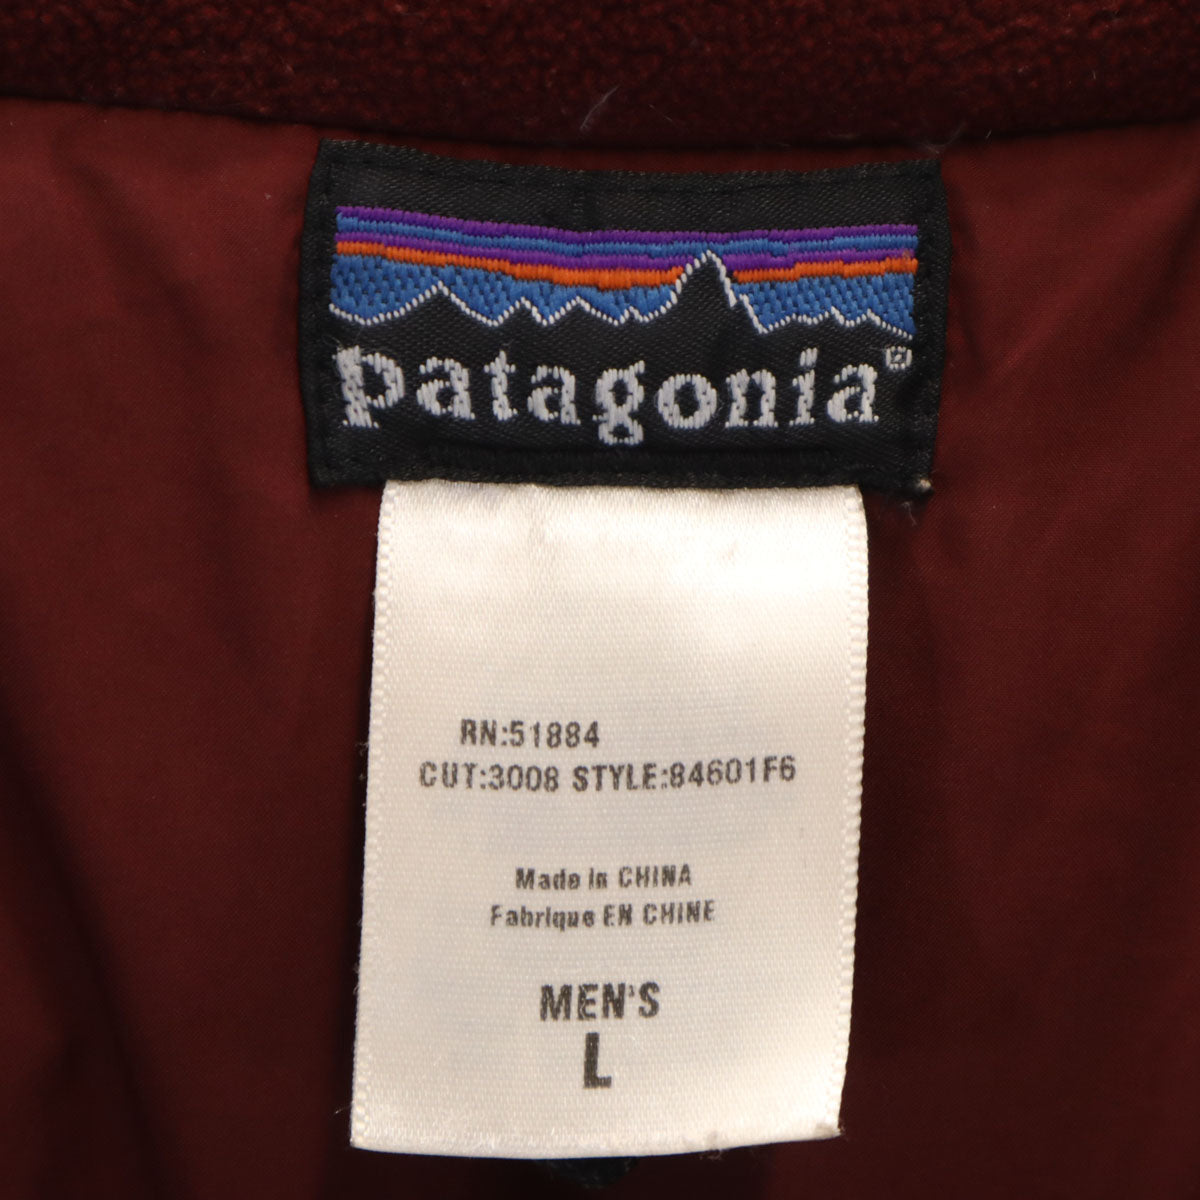 patagonia®
RN:51884
CUT:3008 STYLE:84601F6
Made in CHINA
Fabrique EN CHINE
MEN'S
L